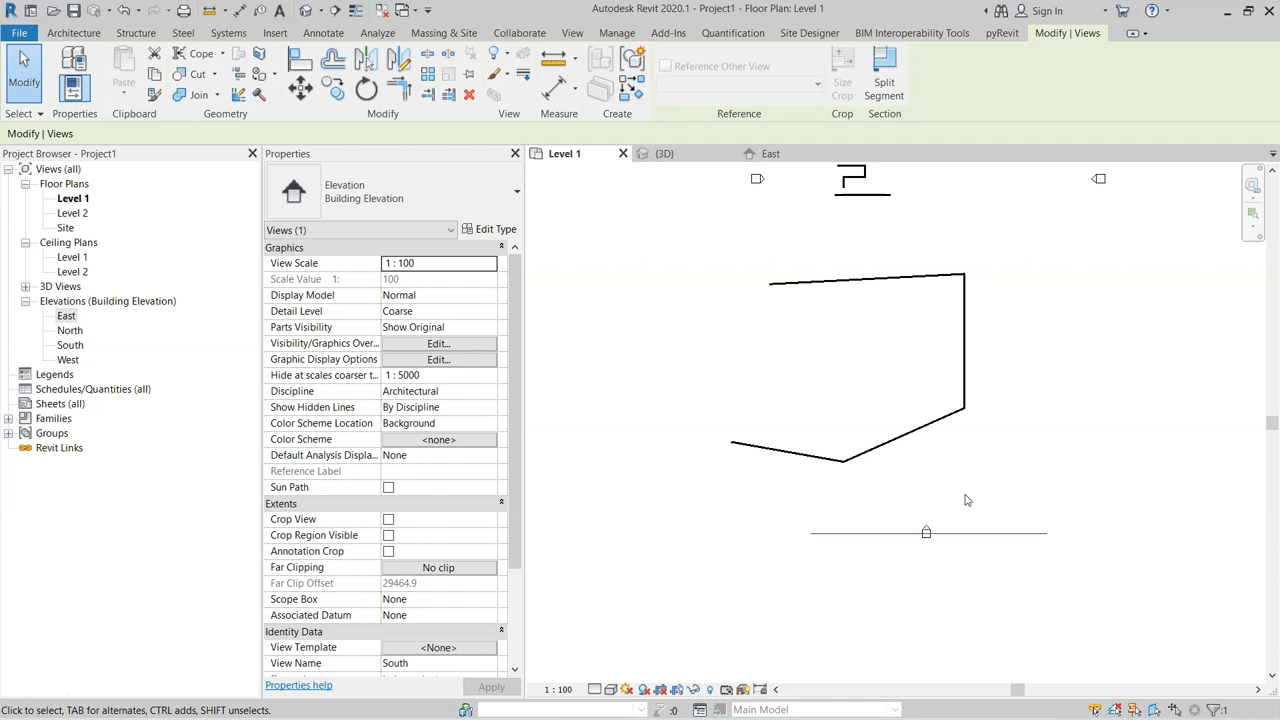 Autodesk Revit 2020.1 - Project1 - Floor Plan: Level 1
Sign In
File Architecture Structure Steel Systems Insert Annotate Analyze Massing & Site Collaborate View Manage Add-Ins Quantification Site Designer BIM Interoperability Tools pyRevit Modify | Views
Modify
Paste
Cope
Cut
Join
Reference Other View
Size Crop
Split Segment
Select Properties Clipboard Geometry Modify View Measure Create Reference Crop Section
Modify | Views
Project Browser - Project1
Views (all)
Floor Plans
Level 1
Level 2
Site
Ceiling Plans
Level 1
Level 2
3D Views
Elevations (Building Elevation)
East
North
South
West
Legends
Schedules/Quantities (all)
Sheets (all)
Families
Groups
Revit Links
Properties
Elevation
Building Elevation
Views (1) Edit Type
Graphics
View Scale 1 : 100
Scale Value 1: 100
Display Model Normal
Detail Level Coarse
Parts Visibility Show Original
Visibility/Graphics Over... Edit...
Graphic Display Options Edit...
Hide at scales coarser t... 1 : 5000
Discipline Architectural
Show Hidden Lines By Discipline
Color Scheme Location Background
Color Scheme <none>
Default Analysis Displa... None
Reference Label
Sun Path
Extents
Crop View
Crop Region Visible
Annotation Crop
Far Clipping No clip
Far Clip Offset 29464.9
Scope Box None
Associated Datum None
Identity Data
View Template <None>
View Name South
Properties help Apply
Level 1 {3D} East
1 : 100
Click to select, TAB for alternates, CTRL adds, SHIFT unselects. :0 Main Model :1